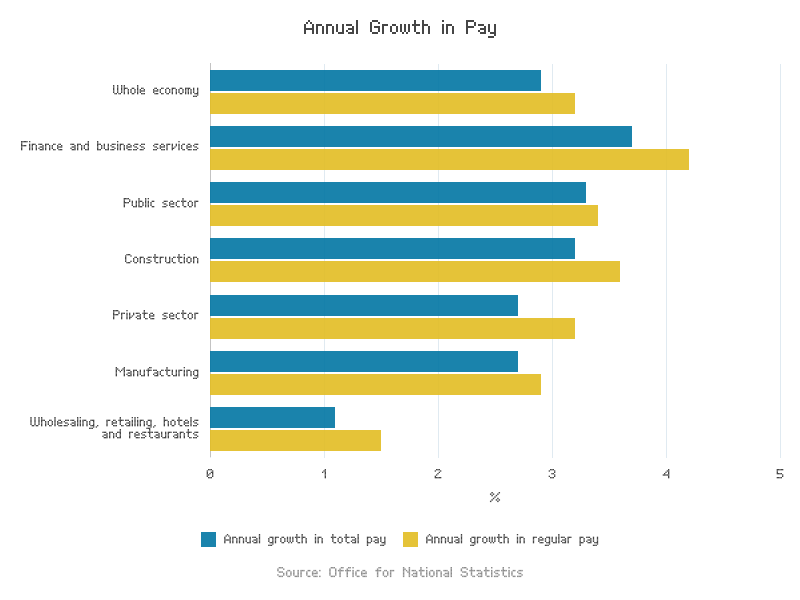 Annual Growth in Pay
Whole economy
Finance and business services
Public sector
Construction
Private sector
Manufacturing
Wholesaling, retailing, hotels
and restaurants
0 1 2 3 4 5
%
Annual growth in total pay Annual growth in regular pay
Source: Office for National Statistics